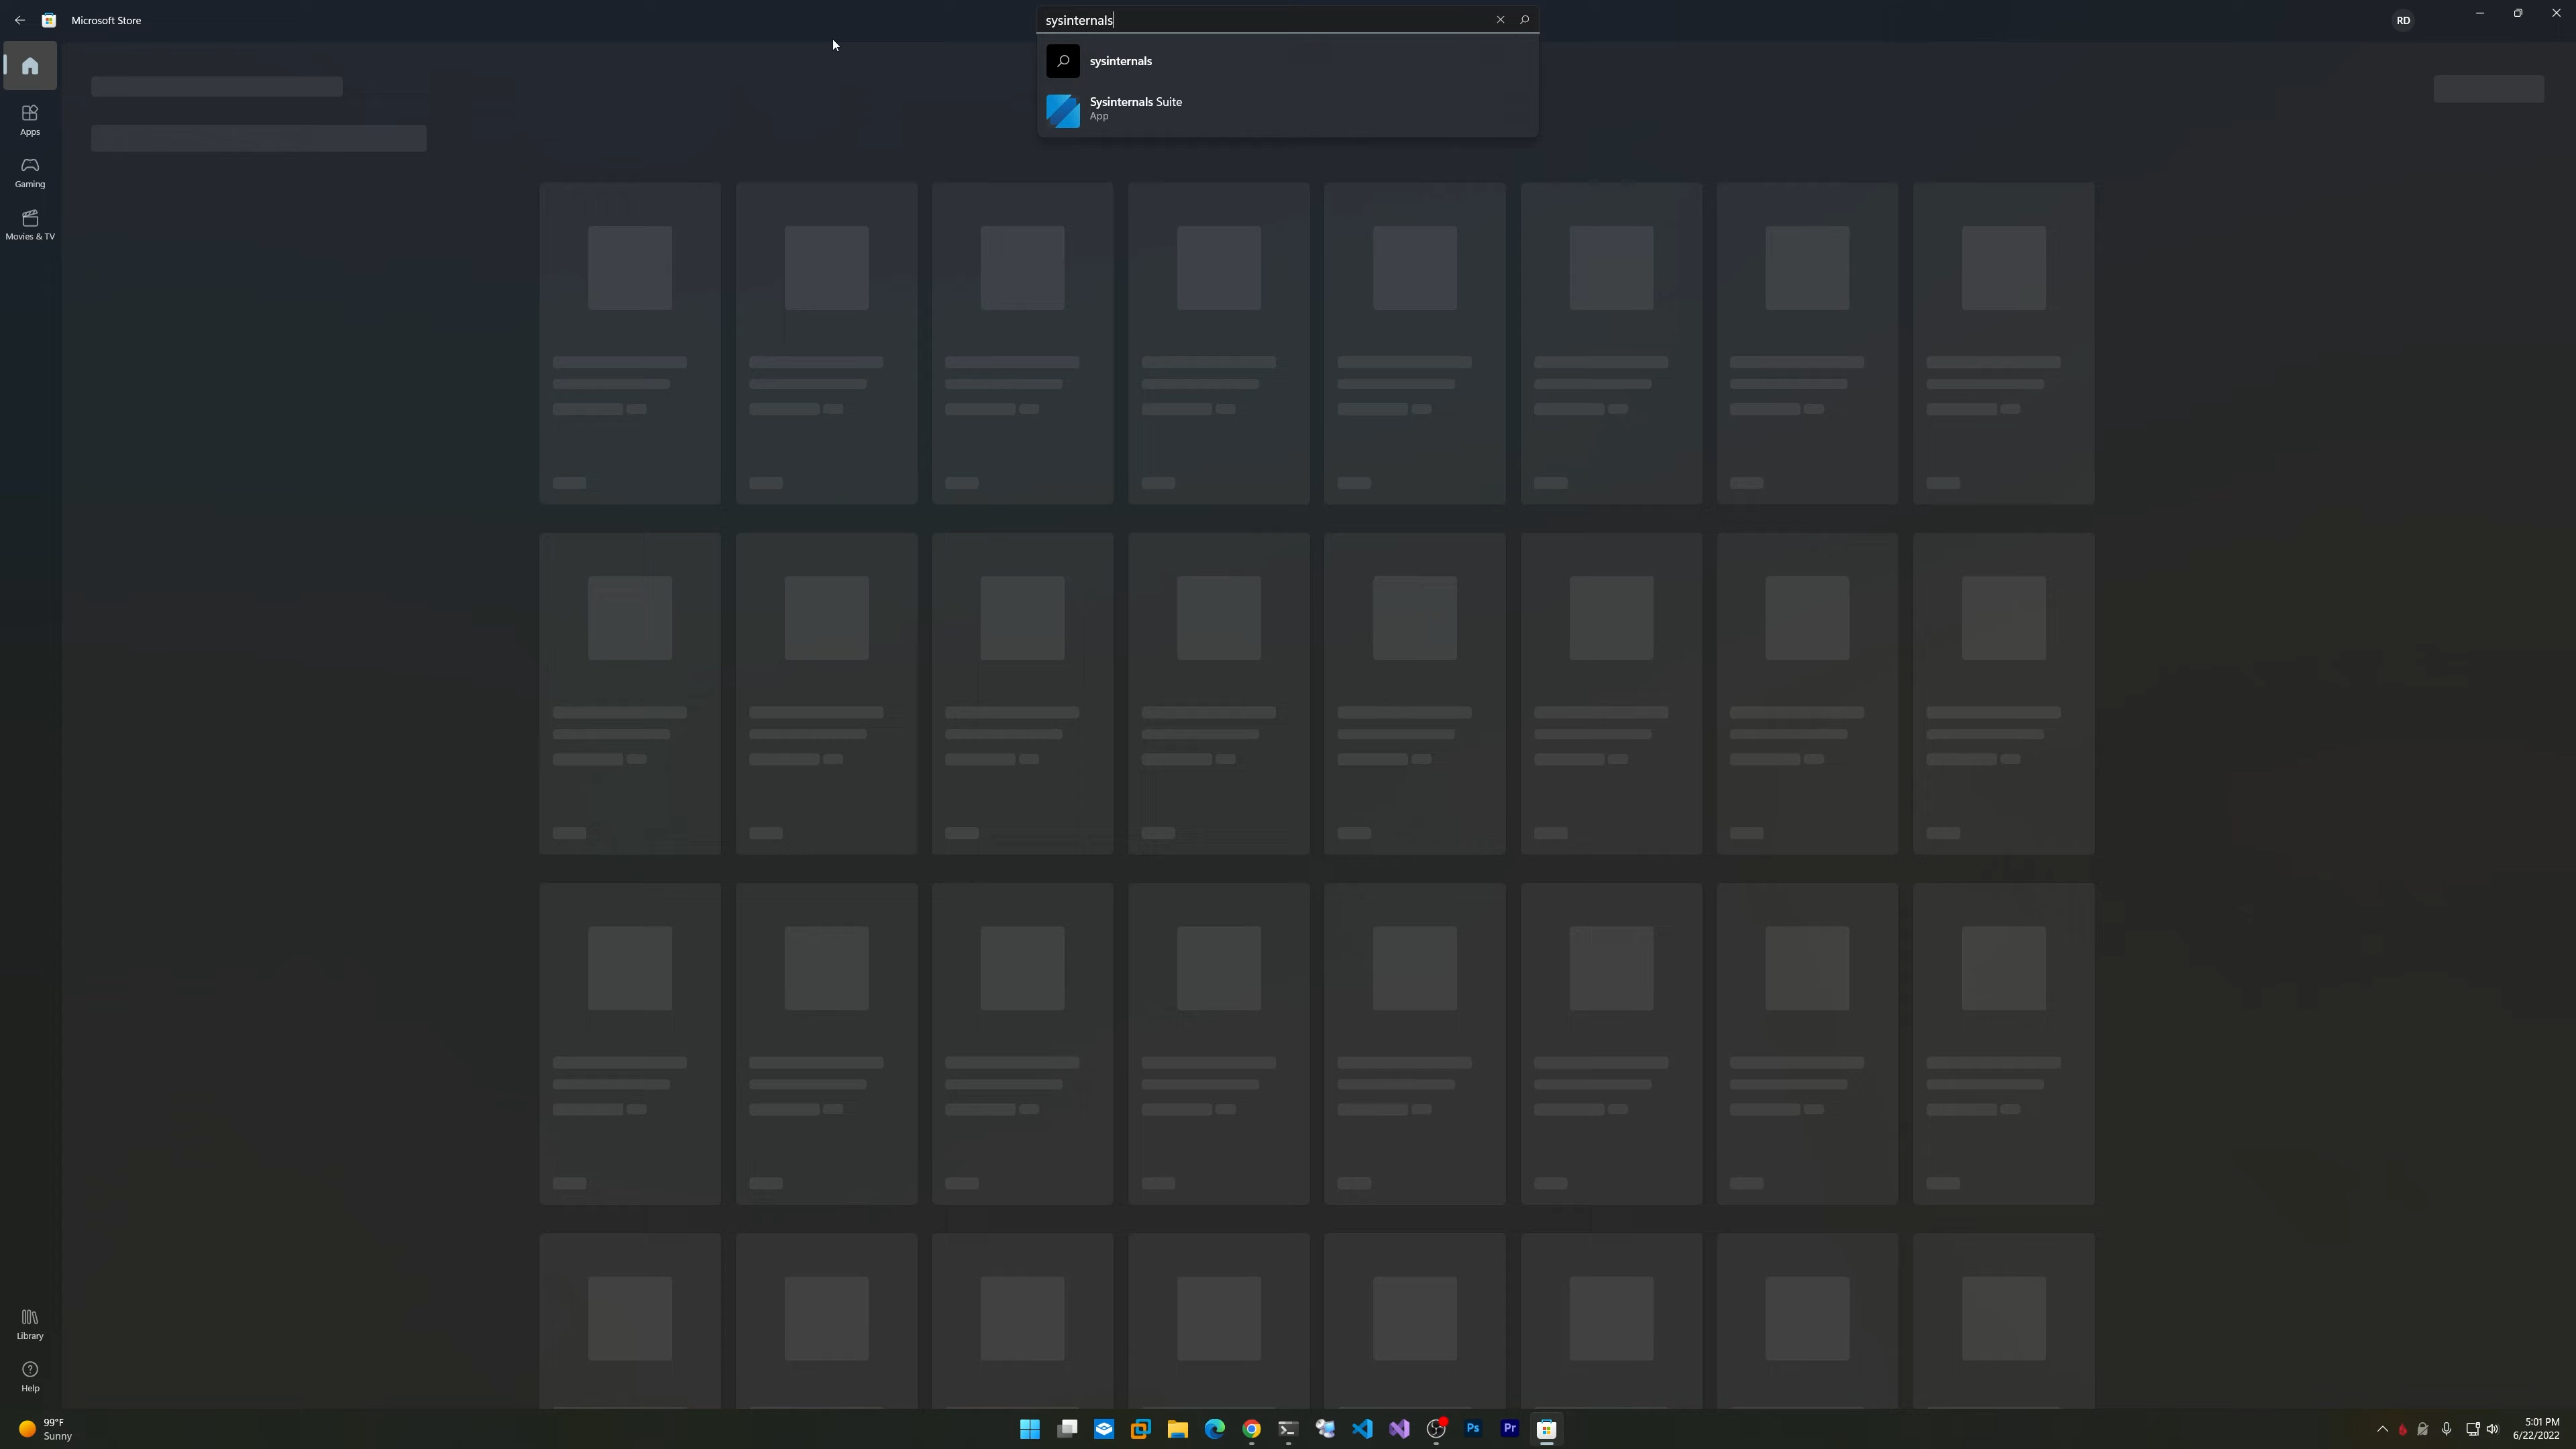 Microsoft Store
sysinternals
RD
sysinternals
Sysinternals Suite
App
Apps
Gaming
Movies & TV
Library
Help
99°F
Sunny
Ps
Pr
5:01 PM
6/22/2022